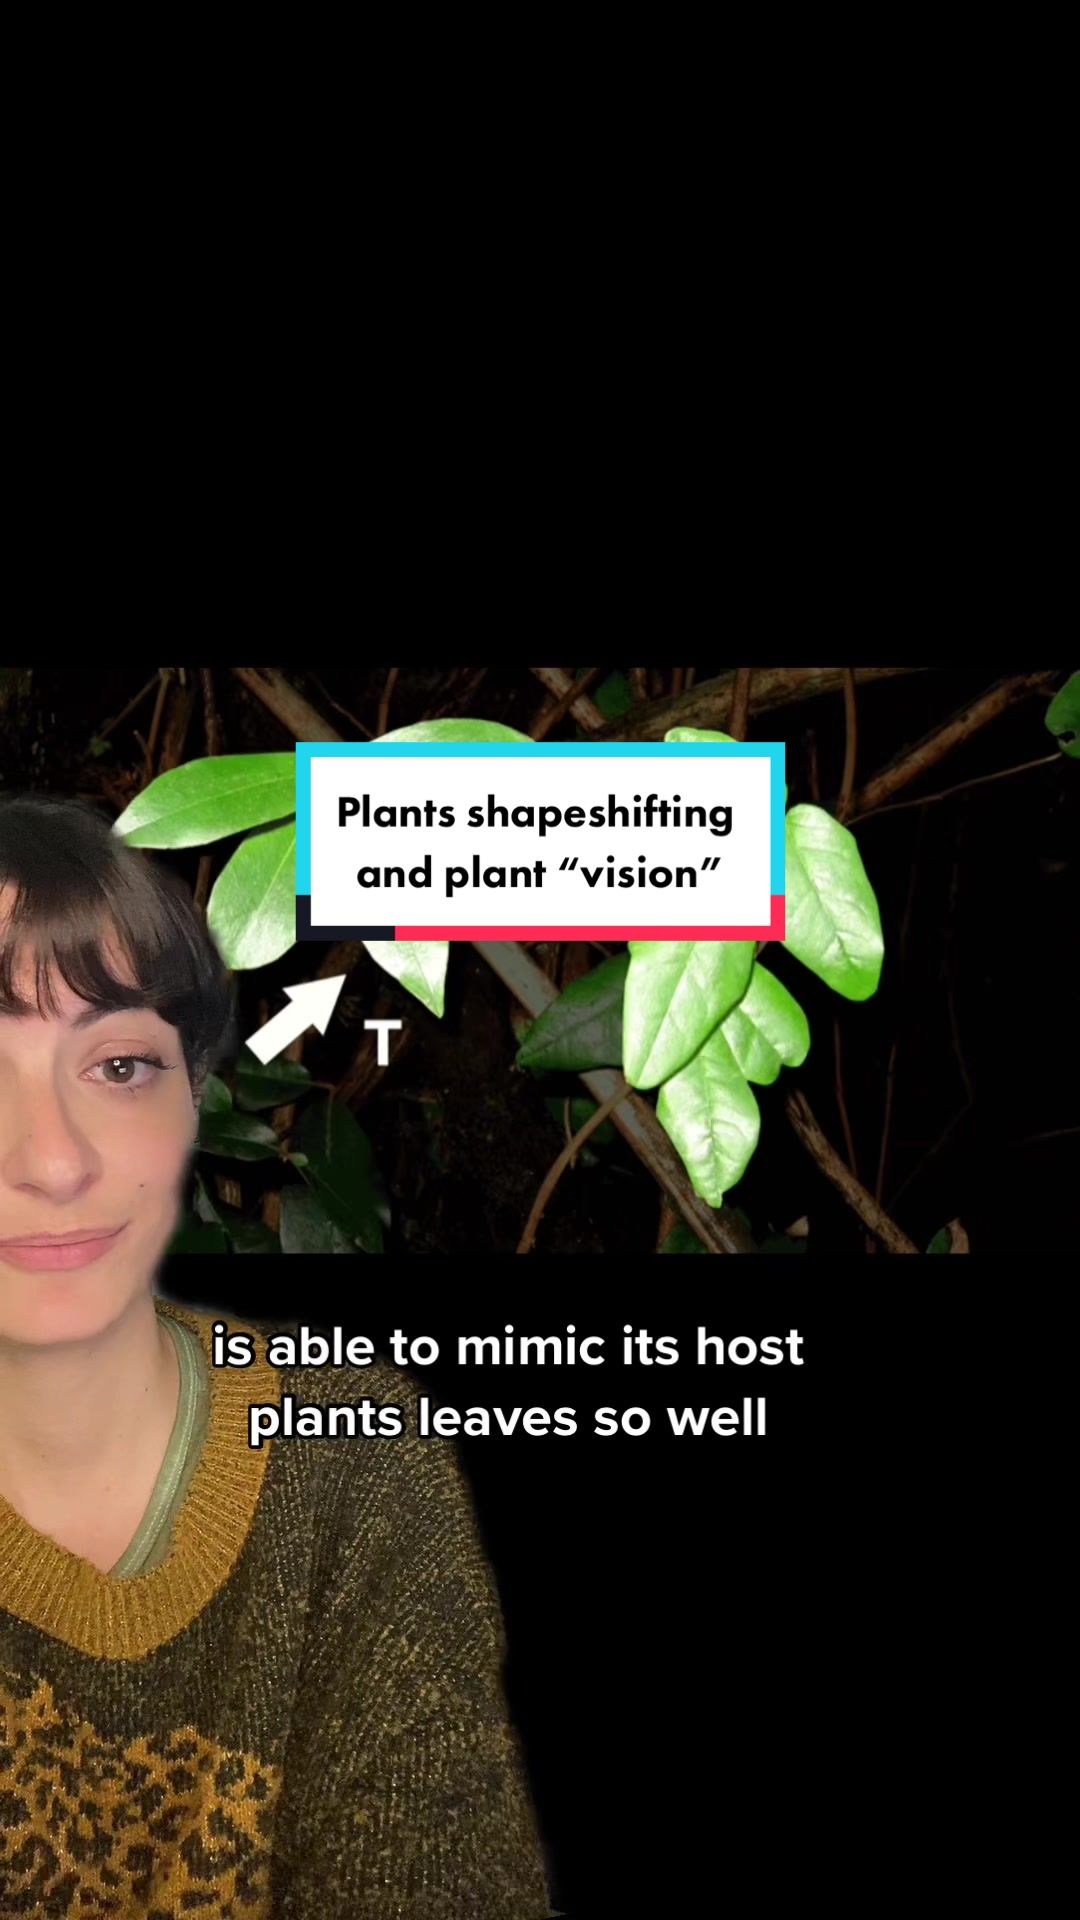 Plants shapeshifting
and plant “vision”
T
is able to mimic its host
plants leaves so well